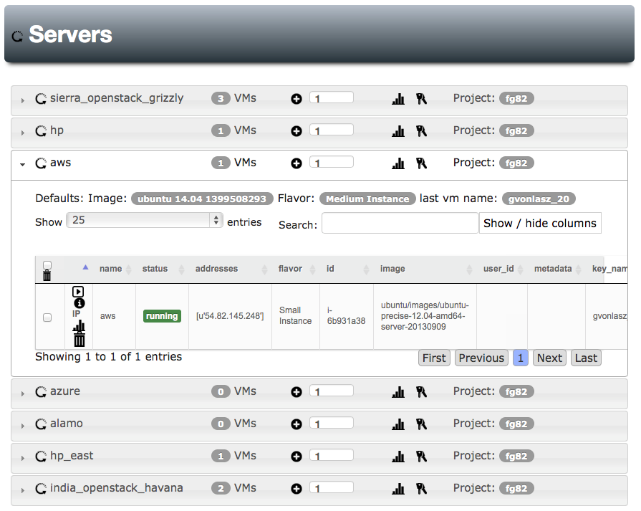 Servers
sierra_openstack_grizzly 3 VMs 1 Project: fg82
hp 1 VMs 1 Project: fg82
aws 1 VMs 1 Project: fg82
Defaults: Image: ubuntu 14.04 1399508293 Flavor: Medium Instance last vm name: gvonlasz_20
Show 25 entries Search: Show / hide columns
name status addresses flavor id image user_id metadata key_nam
IP aws running [u'54.82.145.248'] Small Instance i-6b931a38 ubuntu/images/ubuntu-precise-12.04-amd64-server-20130909 gvonlasz_
Showing 1 to 1 of 1 entries First Previous 1 Next Last
azure 0 VMs 1 Project: fg82
alamo 0 VMs 1 Project: fg82
hp_east 1 VMs 1 Project: fg82
india_openstack_havana 2 VMs 1 Project: fg82